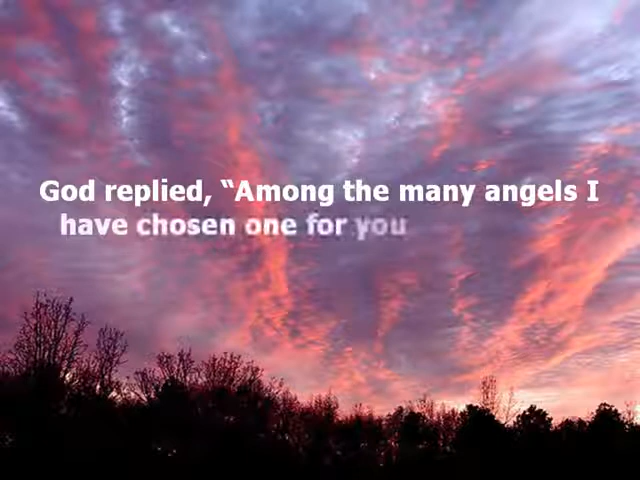 God replied, “Among the many angels I
have chosen one for you